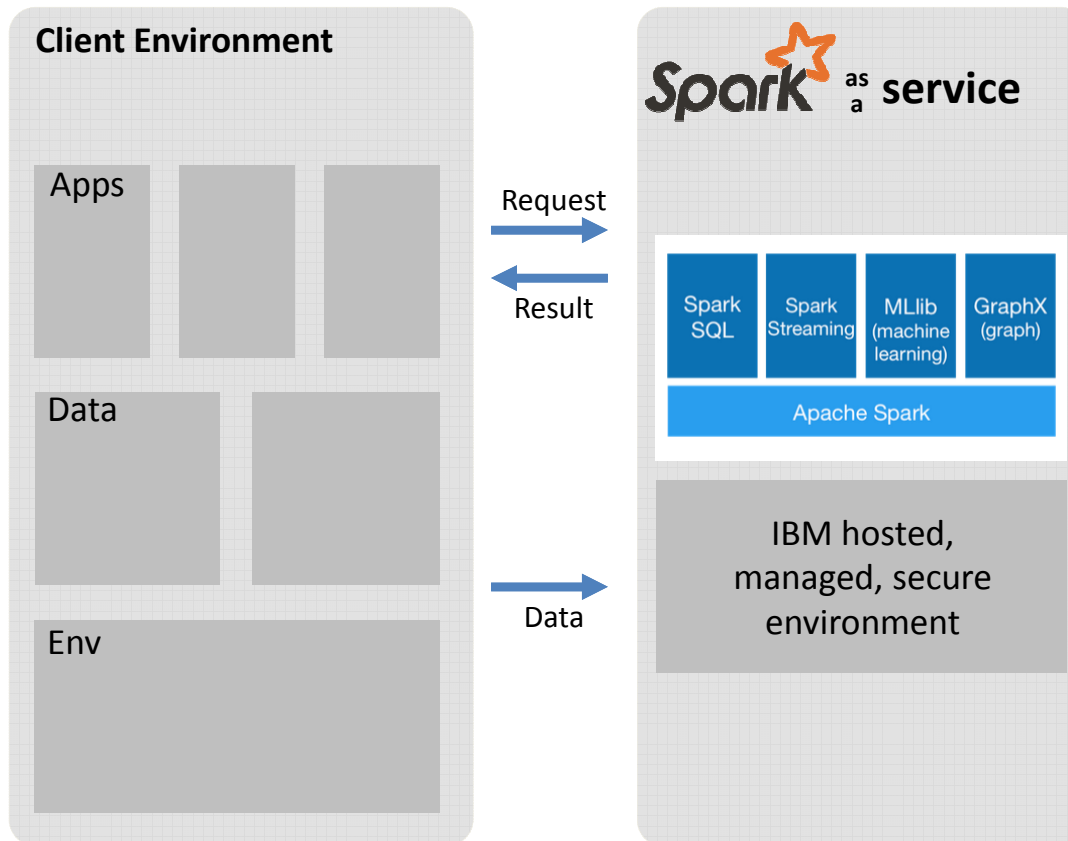 Client Environment
Apps
Data
Env
Request
Result
Data
Spark as a service
Spark
SQL
Spark
Streaming
MLlib
(machine
learning)
GraphX
(graph)
Apache Spark
IBM hosted,
managed, secure
environment